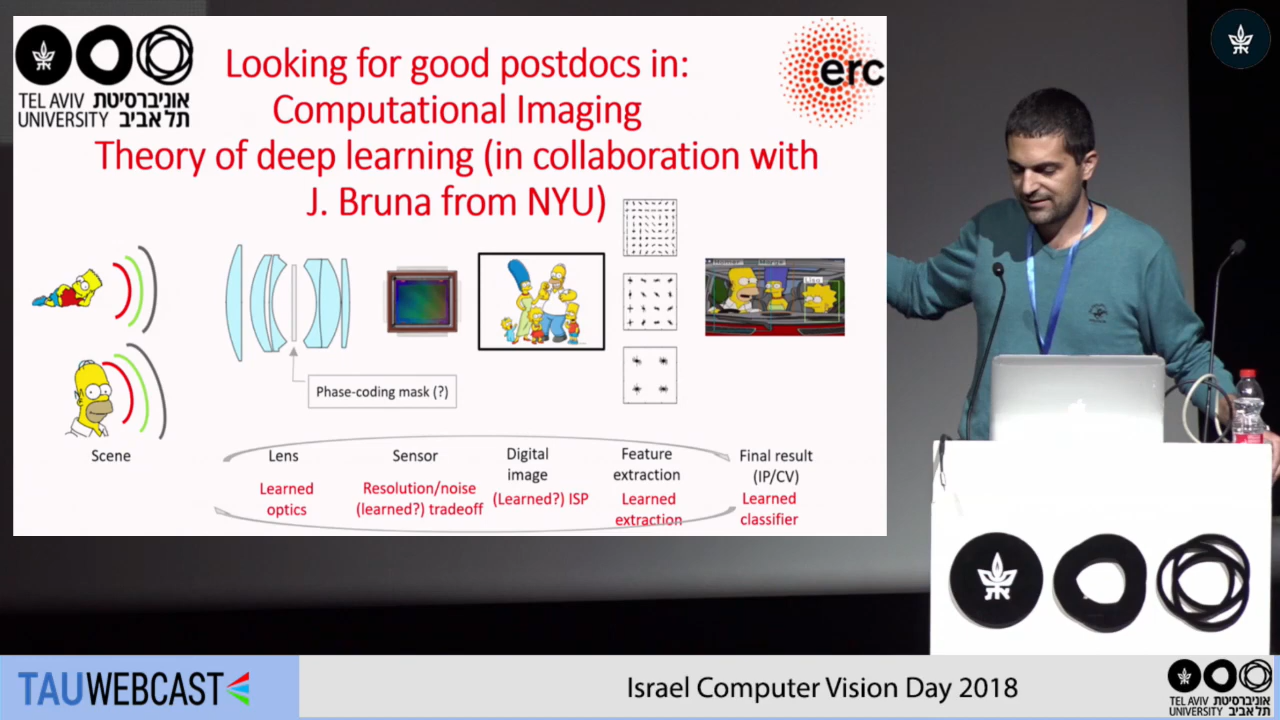 TEL AVIV אוניברסיטת
UNIVERSITY תל אביב
Looking for good postdocs in:
Computational Imaging
Theory of deep learning (in collaboration with
J. Bruna from NYU)
erc
Phase-coding mask (?)
Scene
Lens
Learned
optics
Sensor
Resolution/noise
(learned?) tradeoff
Digital
image
(Learned?) ISP
Feature
extraction
Learned
extraction
Final result
(IP/CV)
Learned
classifier
TAUWEBCAST
Israel Computer Vision Day 2018
TEL AVIV אוניברסיטת
UNIVERSITY תל אביב